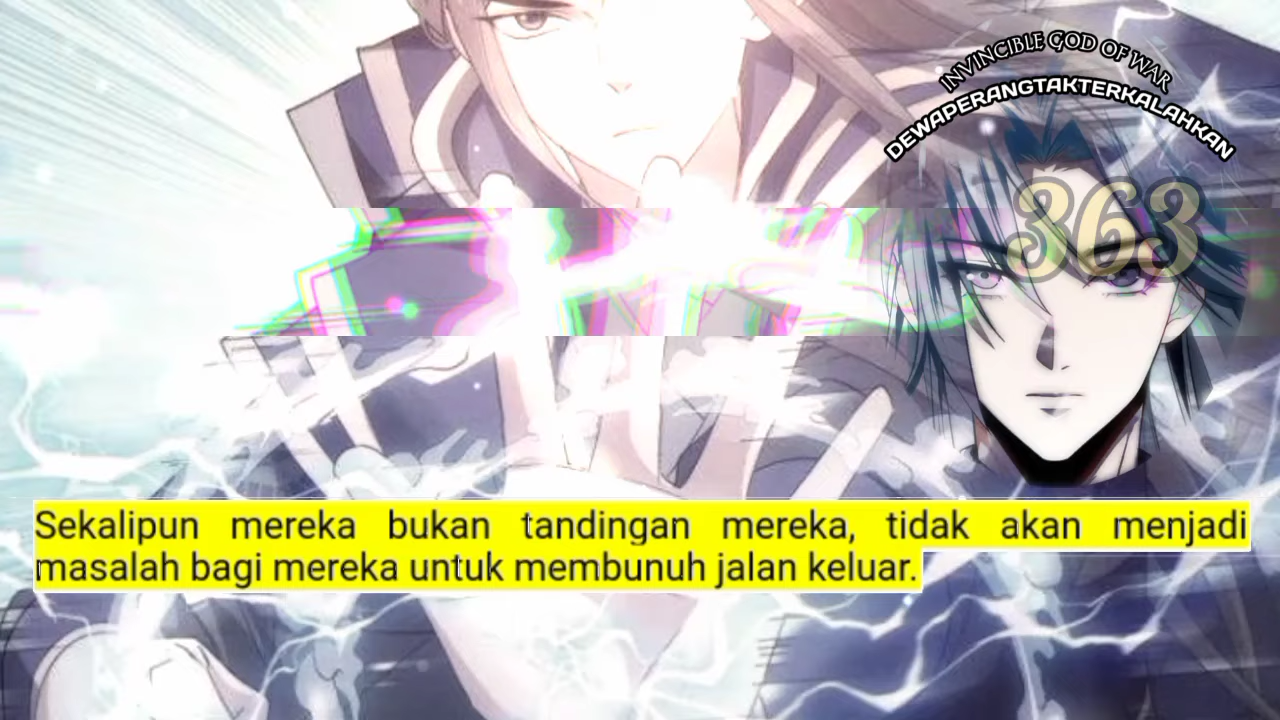 INVINCIBLE GOD OF WAR
DEWAPERANGTAKTERKALAHKAN
363
Sekalipun mereka bukan tandingan mereka, tidak akan menjadi
masalah bagi mereka untuk membunuh jalan keluar.